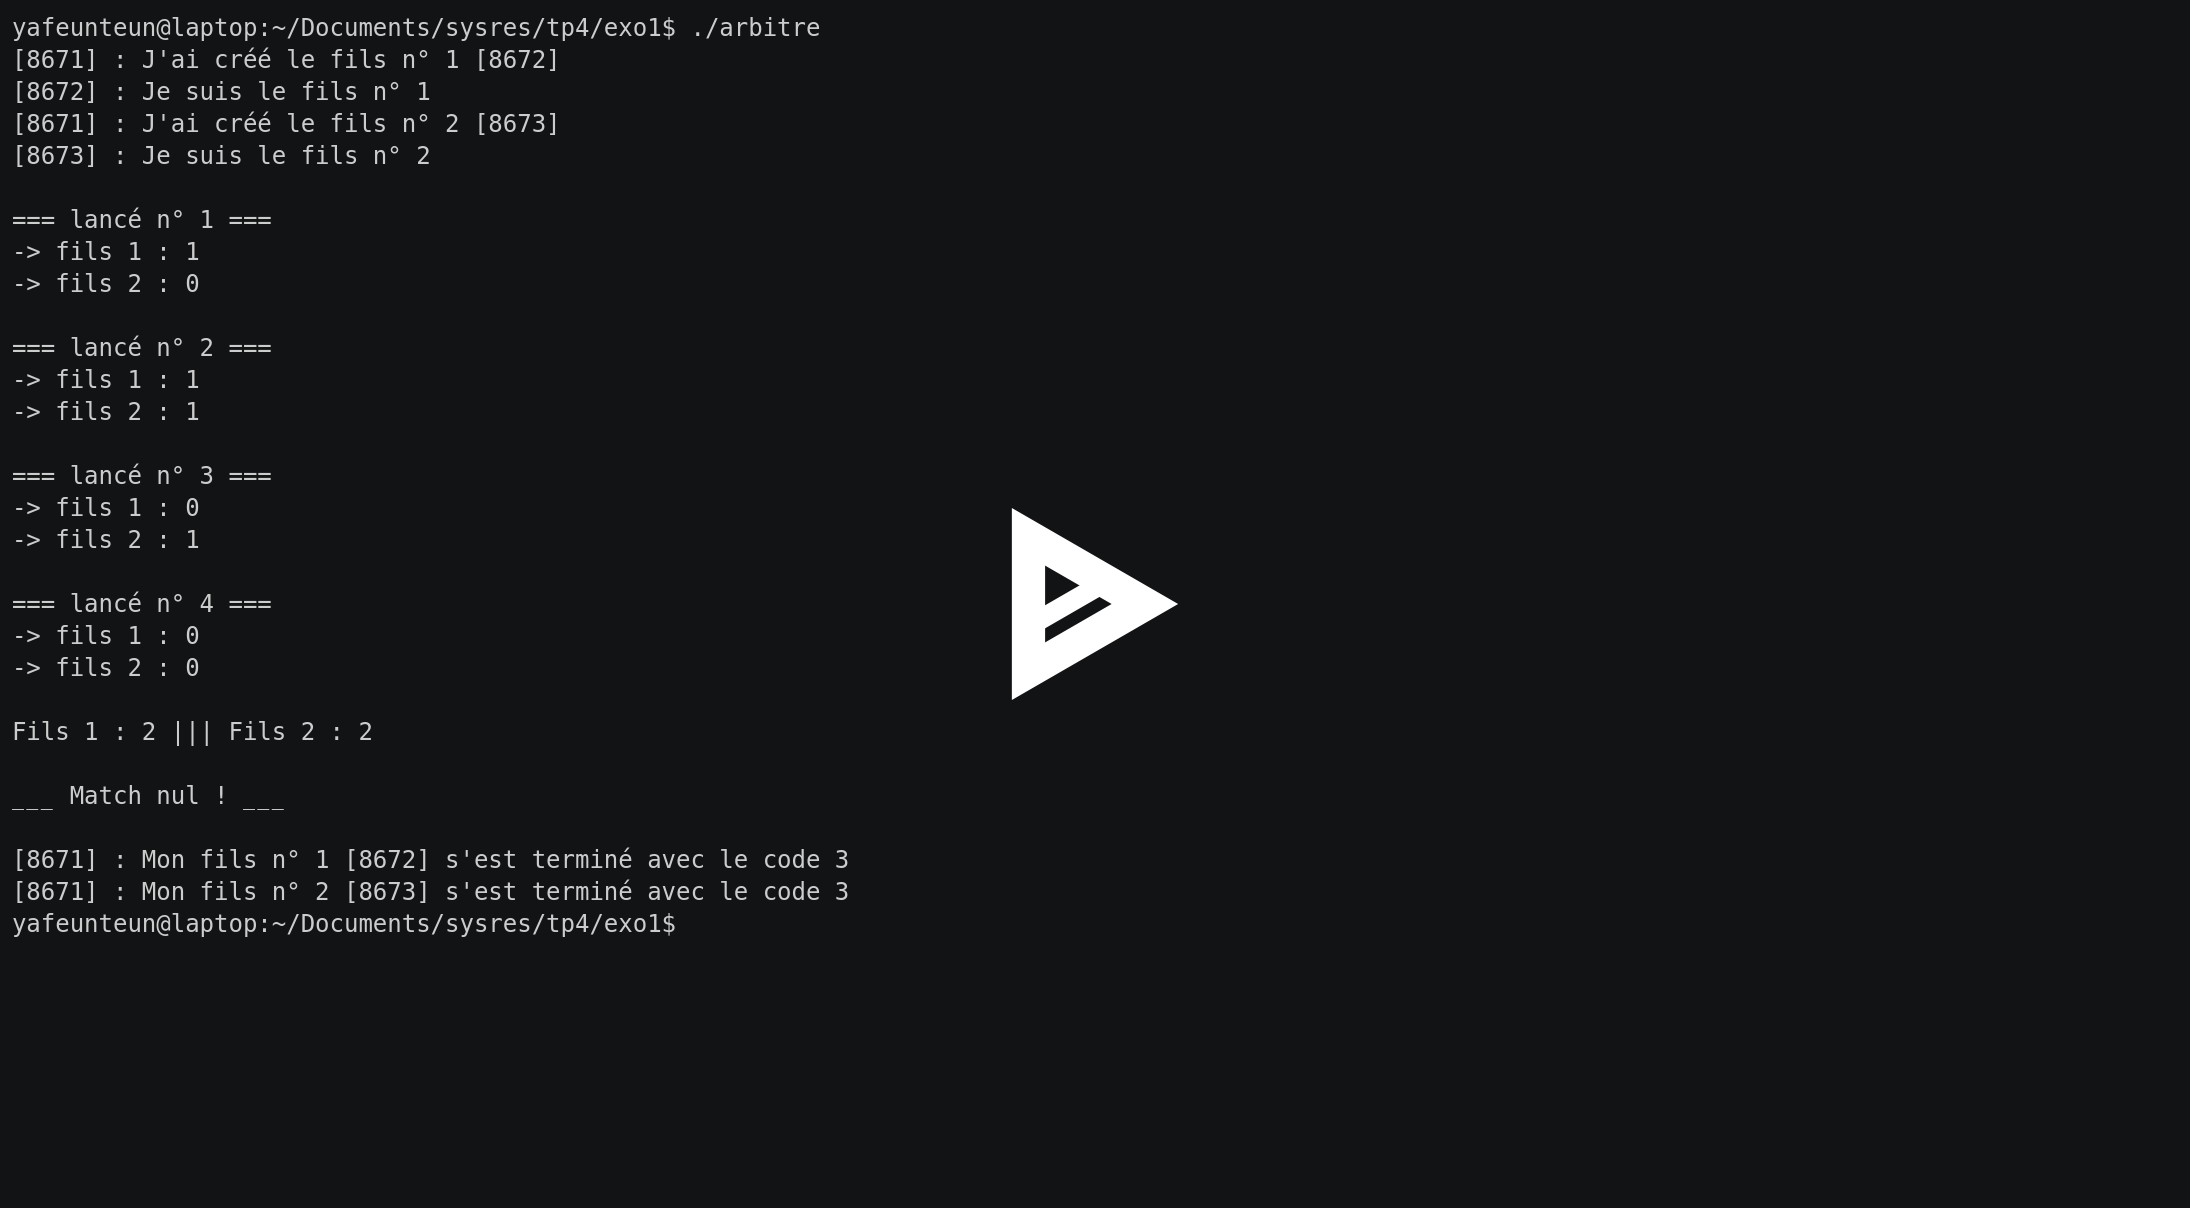 yafeunteun@laptop:~/Documents/sysres/tp4/exo1$ ./arbitre
[8671] : J'ai créé le fils n° 1 [8672]
[8672] : Je suis le fils n° 1
[8671] : J'ai créé le fils n° 2 [8673]
[8673] : Je suis le fils n° 2
=== lancé n° 1 ===
-> fils 1 : 1
-> fils 2 : 0
=== lancé n° 2 ===
-> fils 1 : 1
-> fils 2 : 1
=== lancé n° 3 ===
-> fils 1 : 0
-> fils 2 : 1
=== lancé n° 4 ===
-> fils 1 : 0
-> fils 2 : 0
Fils 1 : 2 ||| Fils 2 : 2
___ Match nul ! ___
[8671] : Mon fils n° 1 [8672] s'est terminé avec le code 3
[8671] : Mon fils n° 2 [8673] s'est terminé avec le code 3
yafeunteun@laptop:~/Documents/sysres/tp4/exo1$